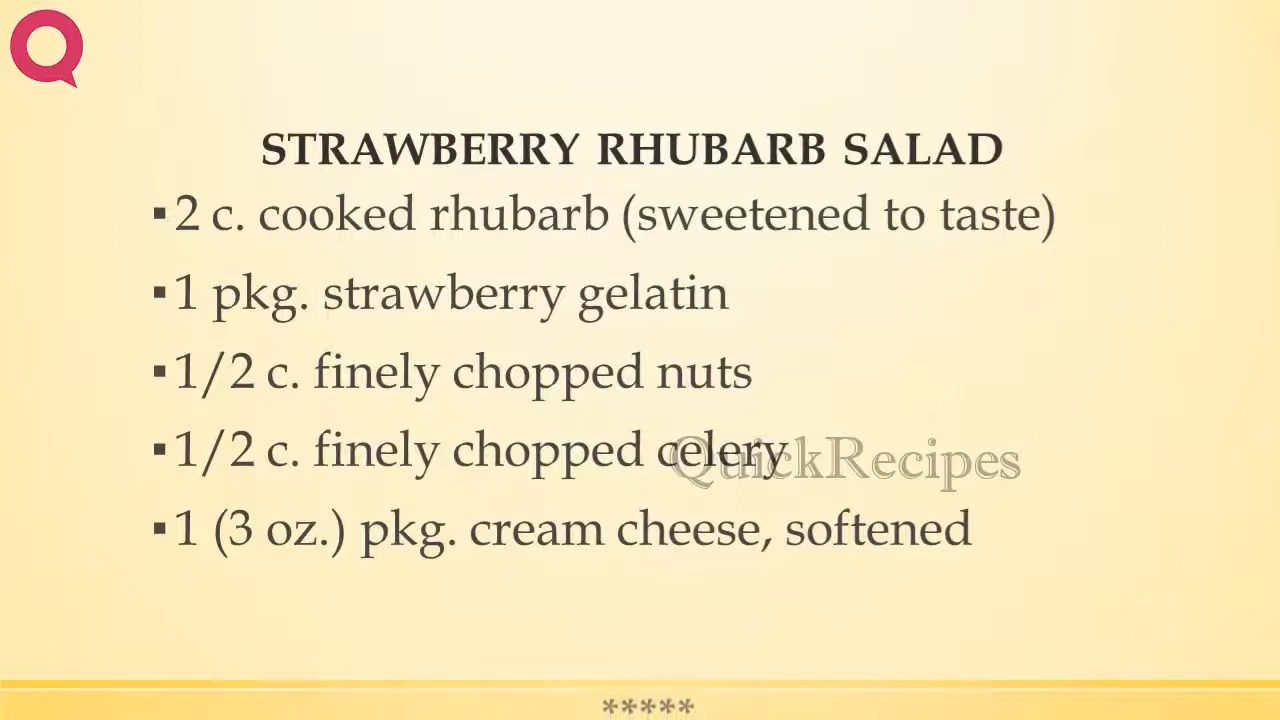 STRAWBERRY RHUBARB SALAD
▪2 c. cooked rhubarb (sweetened to taste)
▪1 pkg. strawberry gelatin
▪1/2 c. finely chopped nuts
▪1/2 c. finely chopped celery
QuickRecipes
▪1 (3 oz.) pkg. cream cheese, softened
*****